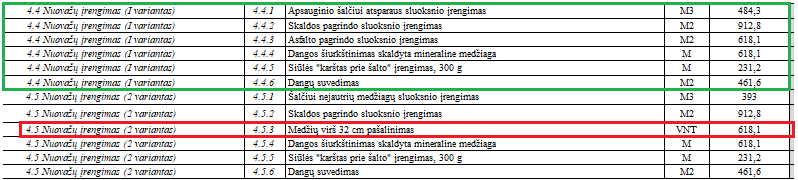 4.4 Nuovažų įrengimas (1 variantas) 4.4.1 Apsauginio šalčiui atsparaus sluoksnio įrengimas M3 484,3
4.4 Nuovažų įrengimas (1 variantas) 4.4.2 Skaldos pagrindo sluoksnio įrengimas M2 912,8
4.4 Nuovažų įrengimas (1 variantas) 4.4.3 Asfalto pagrindo sluoksnio įrengimas M2 618,1
4.4 Nuovažų įrengimas (1 variantas) 4.4.4 Dangos šiurkštinimas skaldyta mineraline medžiaga M 618,1
4.4 Nuovažų įrengimas (1 variantas) 4.4.5 Siūlės "karštas prie šalto" įrengimas, 300 g M 231,2
4.4 Nuovažų įrengimas (1 variantas) 4.4.6 Dangų suvedimas M2 461,6
4.5 Nuovažų įrengimas (2 variantas) 4.5.1 Šalčiui nejautrių medžiagų sluoksnio įrengimas M3 393
4.5 Nuovažų įrengimas (2 variantas) 4.5.2 Skaldos pagrindo sluoksnio įrengimas M2 912,8
4.5 Nuovažų įrengimas (2 variantas) 4.5.3 Medžių virš 32 cm pašalinimas VNT 618,1
4.5 Nuovažų įrengimas (2 variantas) 4.5.4 Dangos šiurkštinimas skaldyta mineraline medžiaga M 618,1
4.5 Nuovažų įrengimas (2 variantas) 4.5.5 Siūlės "karštas prie šalto" įrengimas, 300 g M 231,2
4.5 Nuovažų įrengimas (2 variantas) 4.5.6 Dangų suvedimas M2 461,6